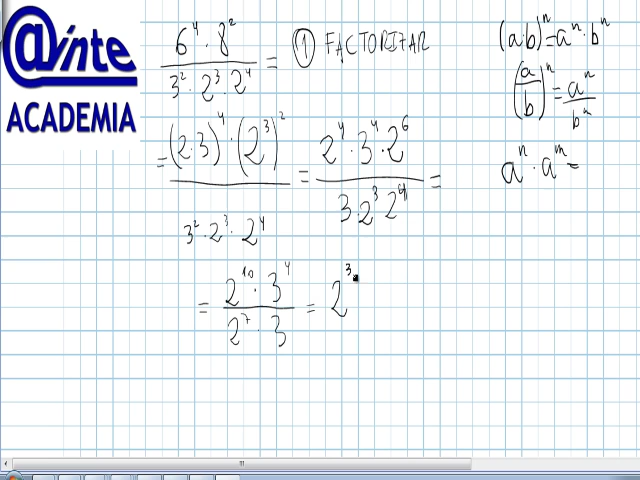 @inte
ACADEMIA
6⁴ · 8² / 3² · 2³ · 2⁴ = ① FACTORIZAR
= (2·3)⁴ · (2³)² / 3² · 2³ · 2⁴ = 2⁴ · 3⁴ · 2⁶ / 3 · 2³ 2⁴ =
= 2¹⁰ · 3⁴ / 2⁷ · 3 = 2³
(a·b)ⁿ = aⁿ · bⁿ
(a/b)ⁿ = aⁿ / bⁿ
aⁿ · aᵐ =